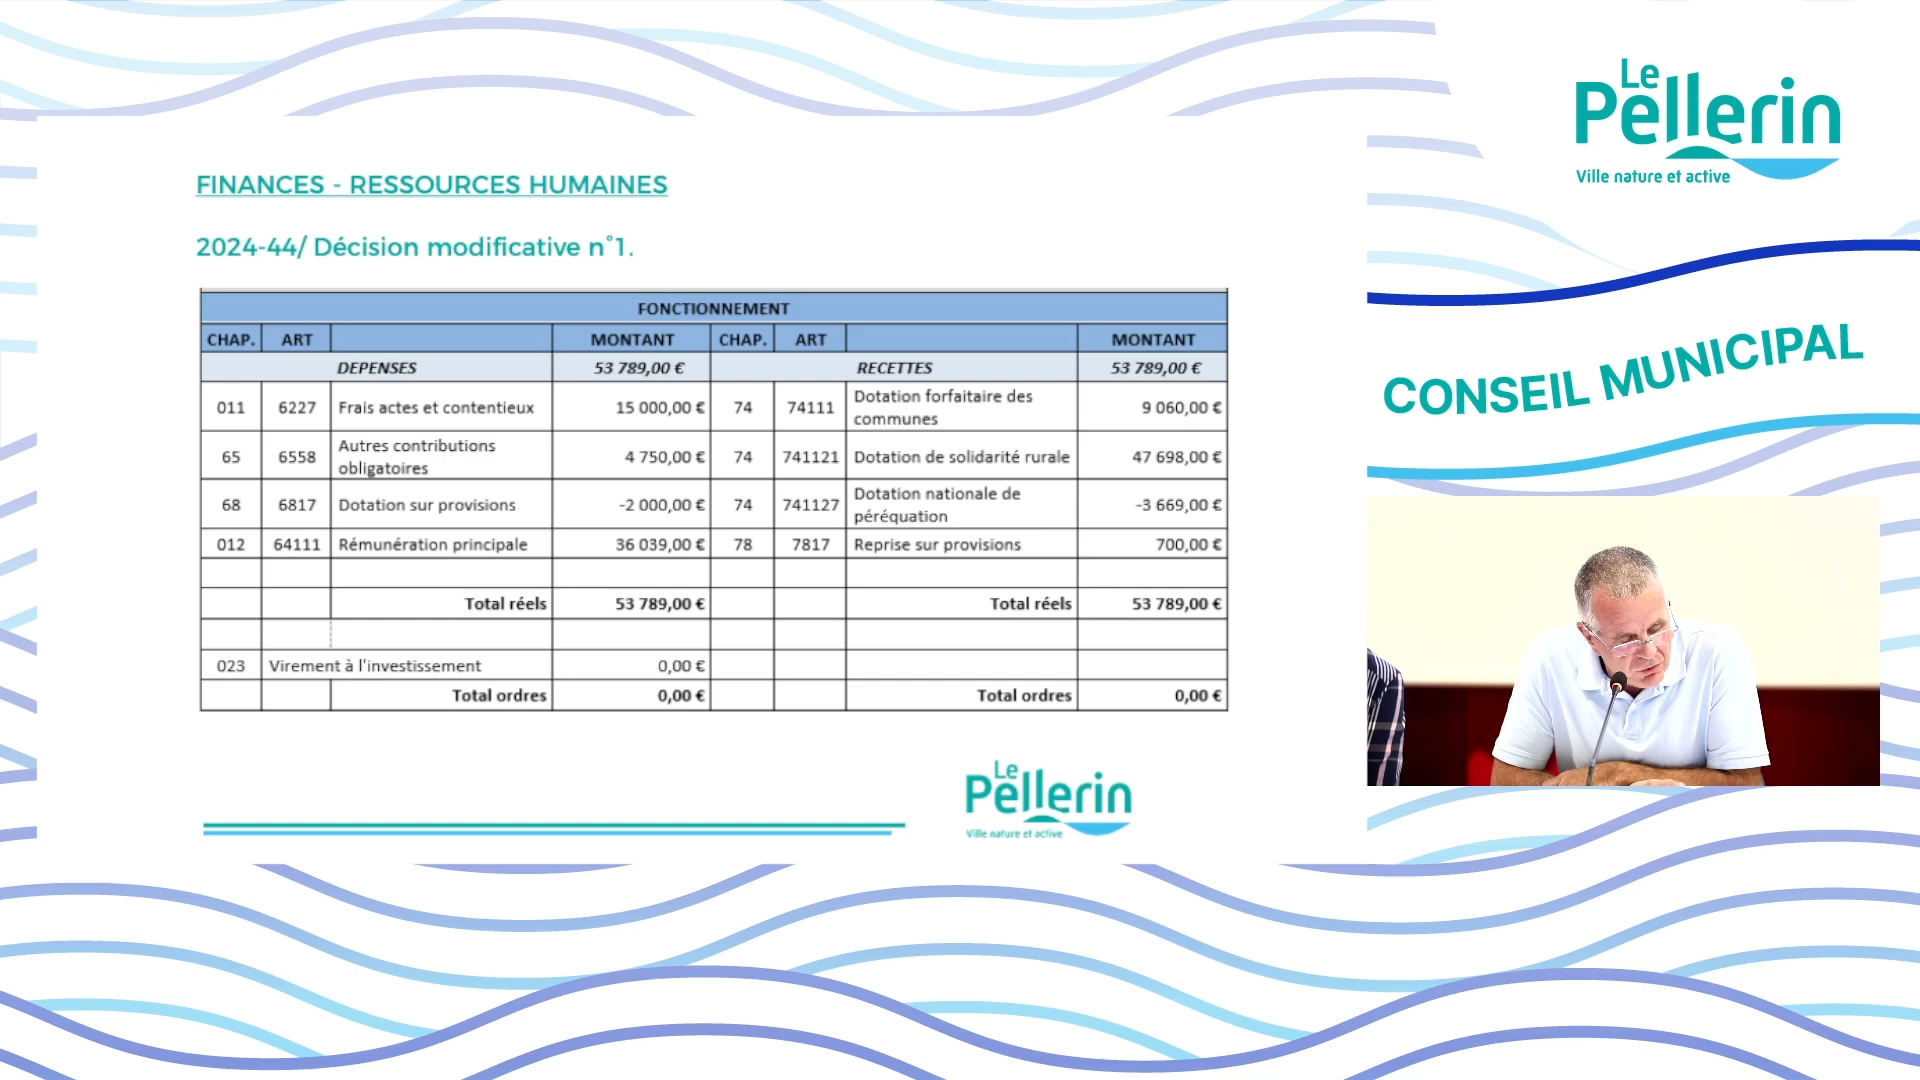 FINANCES - RESSOURCES HUMAINES
2024-44/ Décision modificative n°1.
FONCTIONNEMENT
CHAP. ART MONTANT CHAP. ART MONTANT
DEPENSES 53 789,00 € RECETTES 53 789,00 €
011 6227 Frais actes et contentieux 15 000,00 € 74 74111 Dotation forfaitaire des communes 9 060,00 €
65 6558 Autres contributions obligatoires 4 750,00 € 74 741121 Dotation de solidarité rurale 47 698,00 €
68 6817 Dotation sur provisions -2 000,00 € 74 741127 Dotation nationale de péréquation -3 669,00 €
012 64111 Rémunération principale 36 039,00 € 78 7817 Reprise sur provisions 700,00 €
Total réels 53 789,00 € Total réels 53 789,00 €
023 Virement à l'investissement 0,00 €
Total ordres 0,00 € Total ordres 0,00 €
Le
Pellerin
Ville nature et active
Le
Pellerin
Ville nature et active
CONSEIL MUNICIPAL